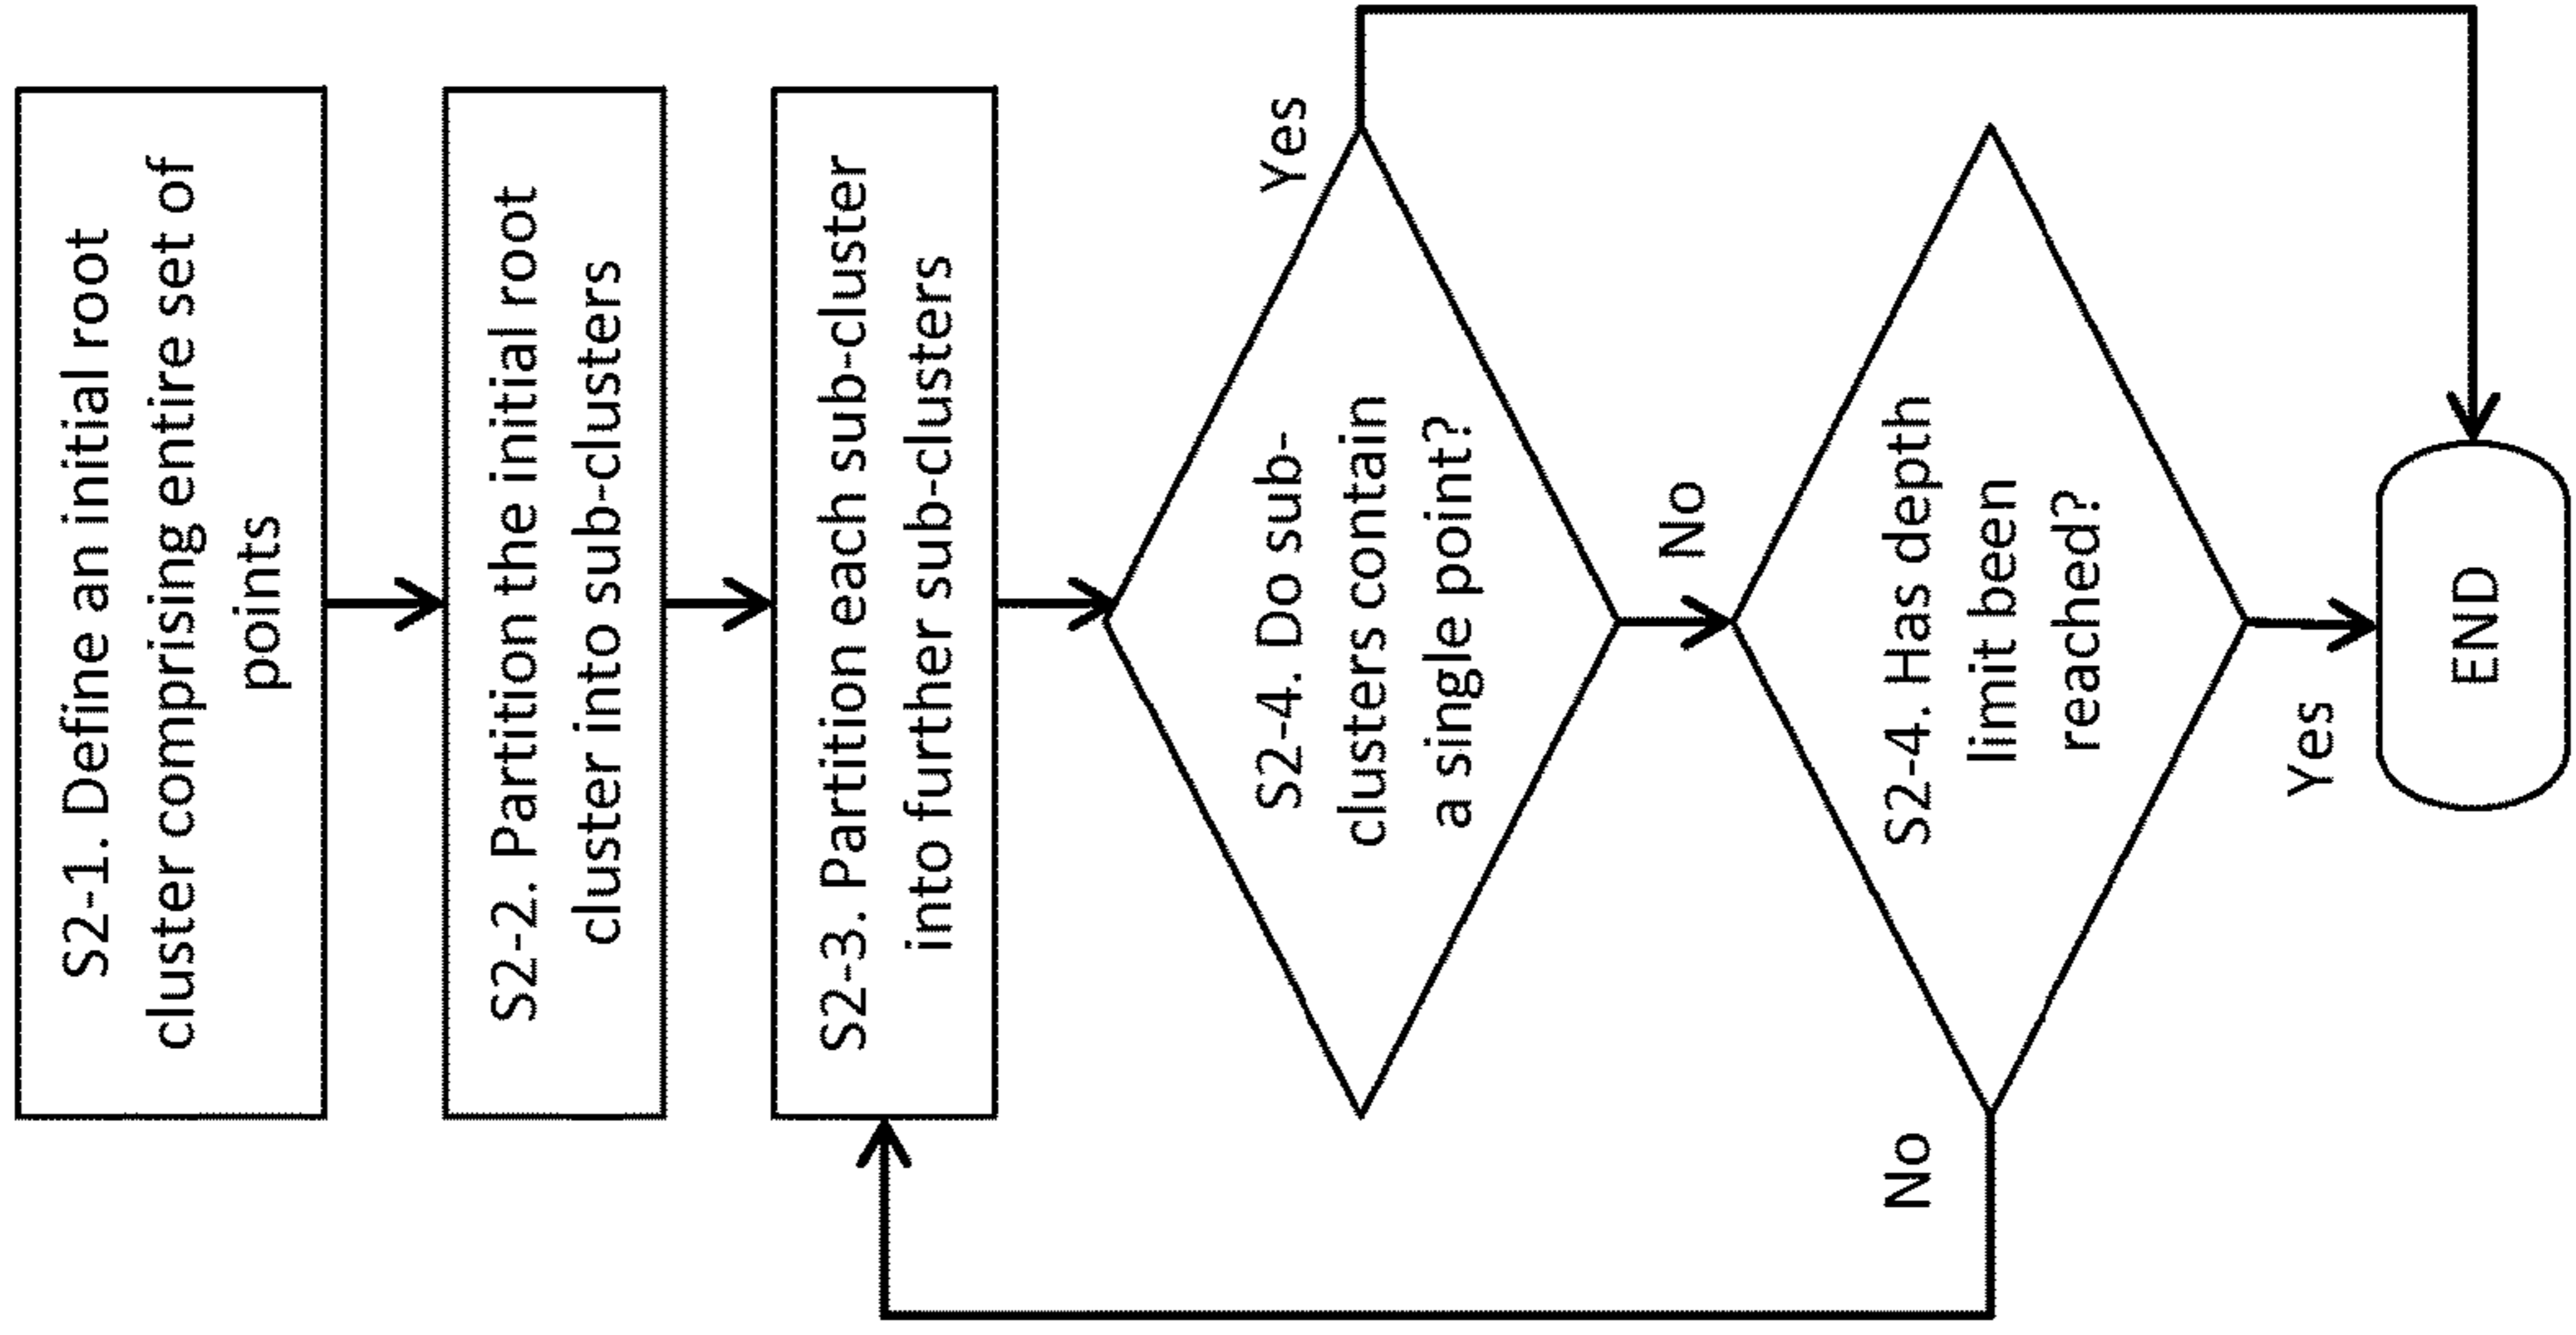 S2-1. Define an initial root
cluster comprising entire set of
points
S2-2. Partition the initial root
cluster into sub-clusters
S2-3. Partition each sub-cluster
into further sub-clusters
S2-4. Do sub-
clusters contain
a single point?
Yes
No
S2-4. Has depth
limit been
reached?
No
Yes
END